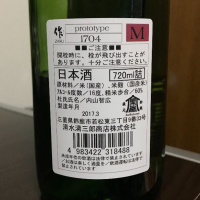 作 prototype M
ZAKU 1704
■■ご注意■■
開栓時に、栓が飛び出すことが
あります。十分ご注意ください。
日本酒 720ml詰
原材料／米(国産)、米麹(国産米)
ｱﾙｺｰﾙ度数／16度、精米歩合／60%
杜氏氏名／内山智広
2017.3
製造年月
三重県鈴鹿市若松東三丁目9番33号
清水清三郎商店株式会社
4 983422 318488